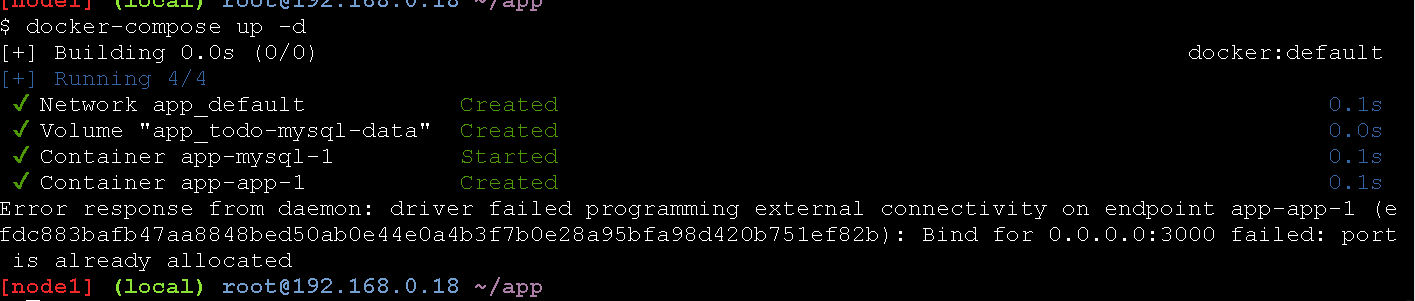 [node1] (local) root@192.168.0.18 ~/app
$ docker-compose up -d
[+] Building 0.0s (0/0) docker:default
[+] Running 4/4
✓ Network app_default Created 0.1s
✓ Volume "app_todo-mysql-data" Created 0.0s
✓ Container app-mysql-1 Started 0.1s
✓ Container app-app-1 Created 0.1s
Error response from daemon: driver failed programming external connectivity on endpoint app-app-1 (e
fdc883bafb47aa8848bed50ab0e44e0a4b3f7b0e28a95bfa98d420b751ef82b): Bind for 0.0.0.0:3000 failed: port
is already allocated
[node1] (local) root@192.168.0.18 ~/app